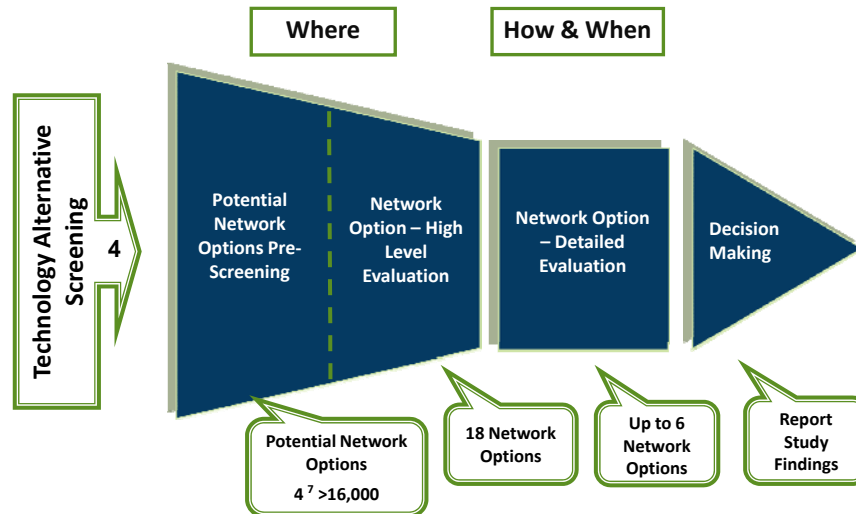 Where
How & When
Technology Alternative
Screening
4
Potential
Network
Options Pre-
Screening
Network
Option – High
Level
Evaluation
Network Option
– Detailed
Evaluation
Decision
Making
Potential Network
Options
4 ⁷ >16,000
18 Network
Options
Up to 6
Network
Options
Report
Study
Findings